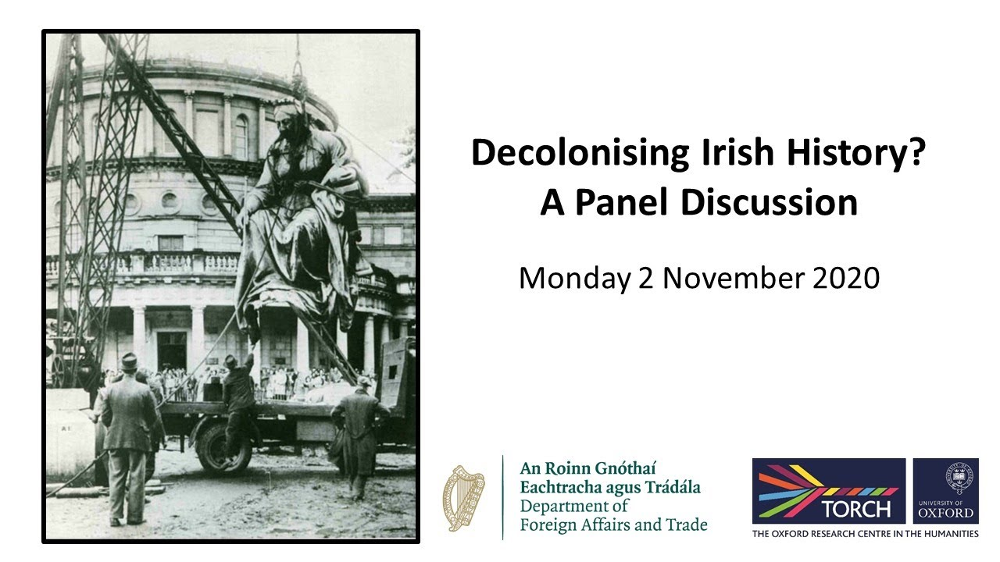 Decolonising Irish History?
A Panel Discussion
Monday 2 November 2020
An Roinn Gnóthaí
Eachtracha agus Trádála
Department of
Foreign Affairs and Trade
TORCH
UNIVERSITY OF
OXFORD
THE OXFORD RESEARCH CENTRE IN THE HUMANITIES